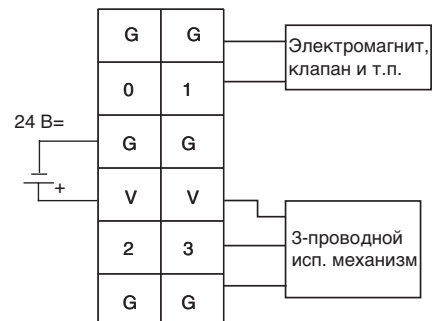 G G
Электромагнит,
клапан и т.п.
0 1
24 В=
G G
+
V V
2 3
3-проводной
исп. механизм
G G